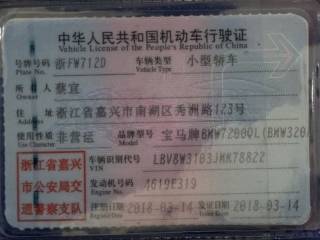 中华人民共和国机动车行驶证
Vehicle License of the People's Republic of China
号牌号码 浙FW712D 车辆类型 小型轿车
Plate No. Vehicle Type
所有人 蔡宜
Owner
住址 浙江省嘉兴市南湖区秀洲路123号
Address
使用性质 非营运 品牌型号 宝马牌BMW7200QL(BMW320
Use Character Model
浙江省嘉兴市公安局交通警察支队
车辆识别代号 LBV8W3103JMK78822
VIN
发动机号码 A619E319
Engine No.
注册日期 2018-03-14 发证日期 2018-03-14
Register Date Issue Date